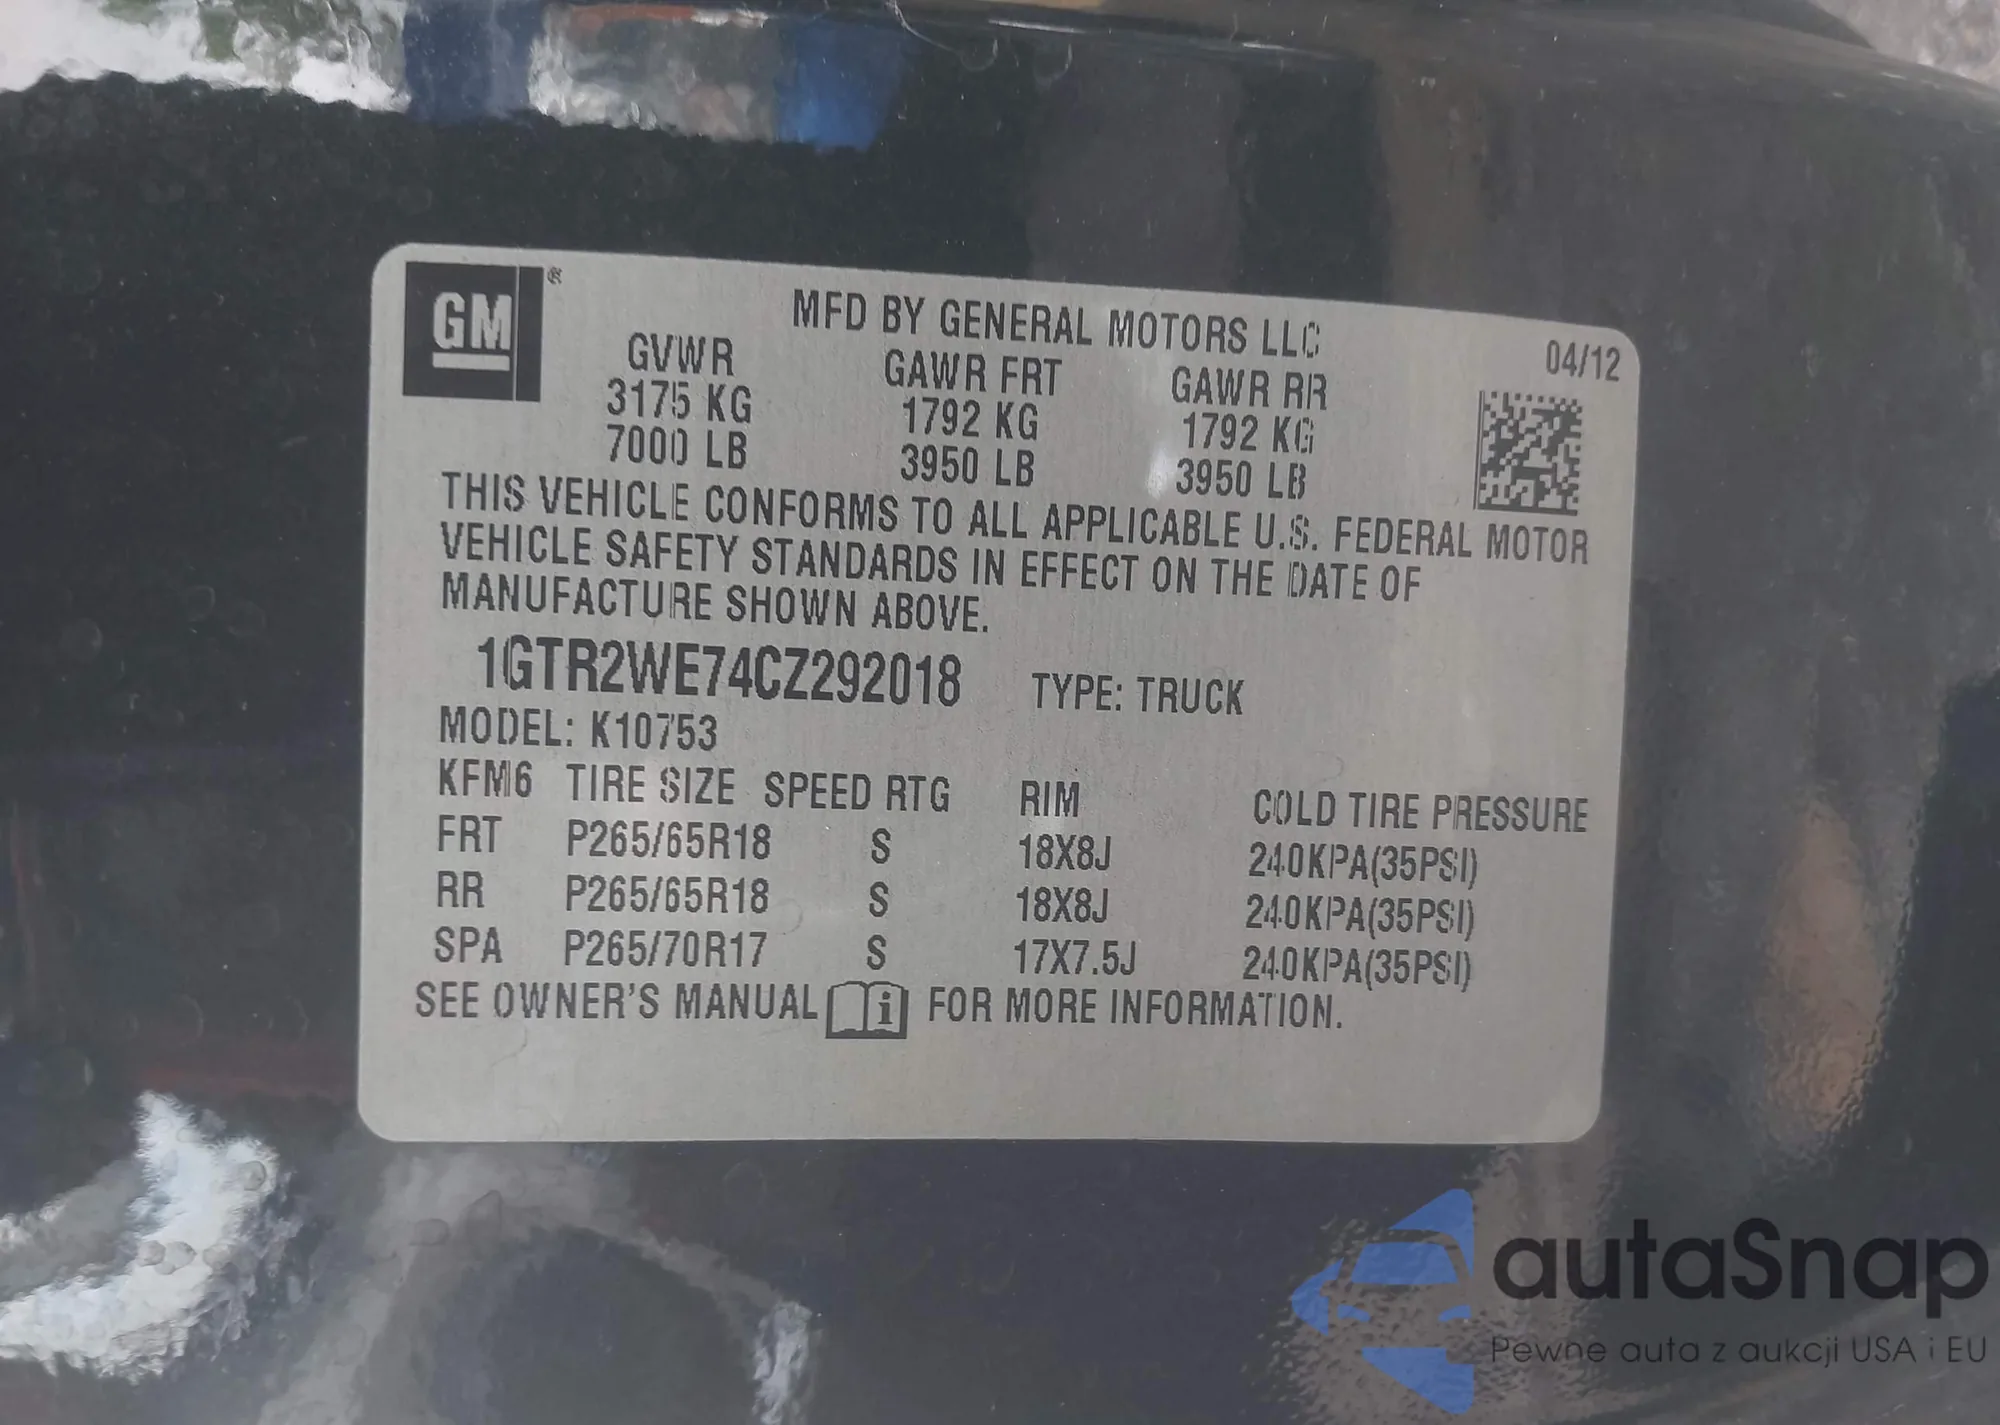 GM®
MFD BY GENERAL MOTORS LLC
04/12
GVWR GAWR FRT GAWR RR
3175 KG 1792 KG 1792 KG
7000 LB 3950 LB 3950 LB
THIS VEHICLE CONFORMS TO ALL APPLICABLE U.S. FEDERAL MOTOR
VEHICLE SAFETY STANDARDS IN EFFECT ON THE DATE OF
MANUFACTURE SHOWN ABOVE.
1GTR2WE74CZ292018 TYPE: TRUCK
MODEL: K10753
KFM6 TIRE SIZE SPEED RTG RIM COLD TIRE PRESSURE
FRT P265/65R18 S 18X8J 240KPA(35PSI)
RR P265/65R18 S 18X8J 240KPA(35PSI)
SPA P265/70R17 S 17X7.5J 240KPA(35PSI)
SEE OWNER'S MANUAL i FOR MORE INFORMATION.
autaSnap
Pewne auta z aukcji USA i EU